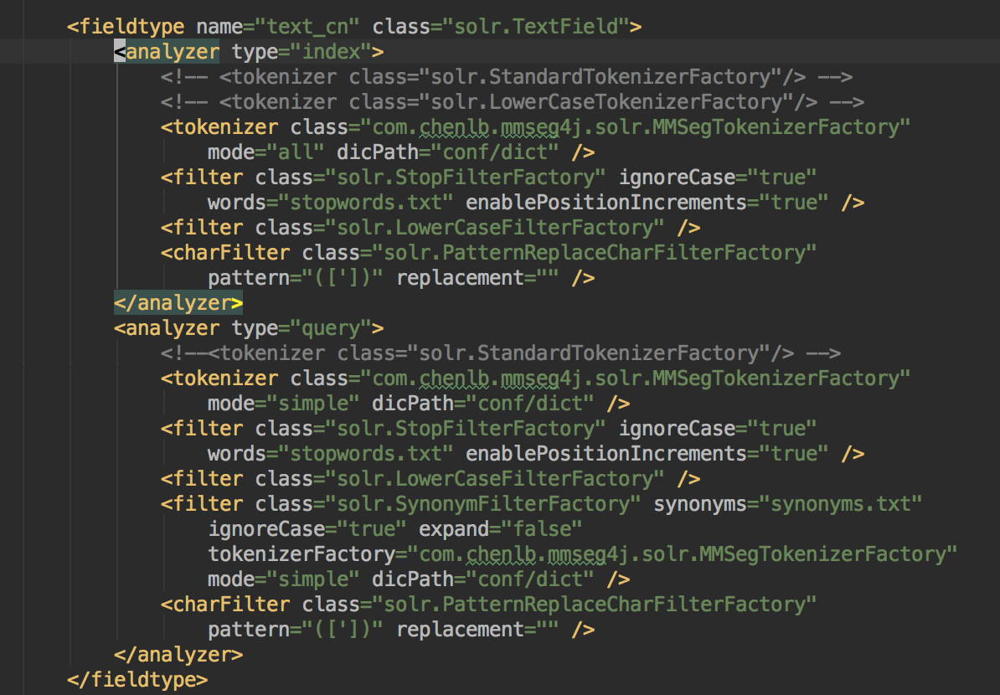 <fieldtype name="text_cn" class="solr.TextField">
<analyzer type="index">
<!-- <tokenizer class="solr.StandardTokenizerFactory"/> -->
<!-- <tokenizer class="solr.LowerCaseTokenizerFactory"/> -->
<tokenizer class="com.chenlb.mmseg4j.solr.MMSegTokenizerFactory"
mode="all" dicPath="conf/dict" />
<filter class="solr.StopFilterFactory" ignoreCase="true"
words="stopwords.txt" enablePositionIncrements="true" />
<filter class="solr.LowerCaseFilterFactory" />
<charFilter class="solr.PatternReplaceCharFilterFactory"
pattern="(['])" replacement="" />
</analyzer>
<analyzer type="query">
<!--<tokenizer class="solr.StandardTokenizerFactory"/> -->
<tokenizer class="com.chenlb.mmseg4j.solr.MMSegTokenizerFactory"
mode="simple" dicPath="conf/dict" />
<filter class="solr.StopFilterFactory" ignoreCase="true"
words="stopwords.txt" enablePositionIncrements="true" />
<filter class="solr.LowerCaseFilterFactory" />
<filter class="solr.SynonymFilterFactory" synonyms="synonyms.txt"
ignoreCase="true" expand="false"
tokenizerFactory="com.chenlb.mmseg4j.solr.MMSegTokenizerFactory"
mode="simple" dicPath="conf/dict" />
<charFilter class="solr.PatternReplaceCharFilterFactory"
pattern="(['])" replacement="" />
</analyzer>
</fieldtype>